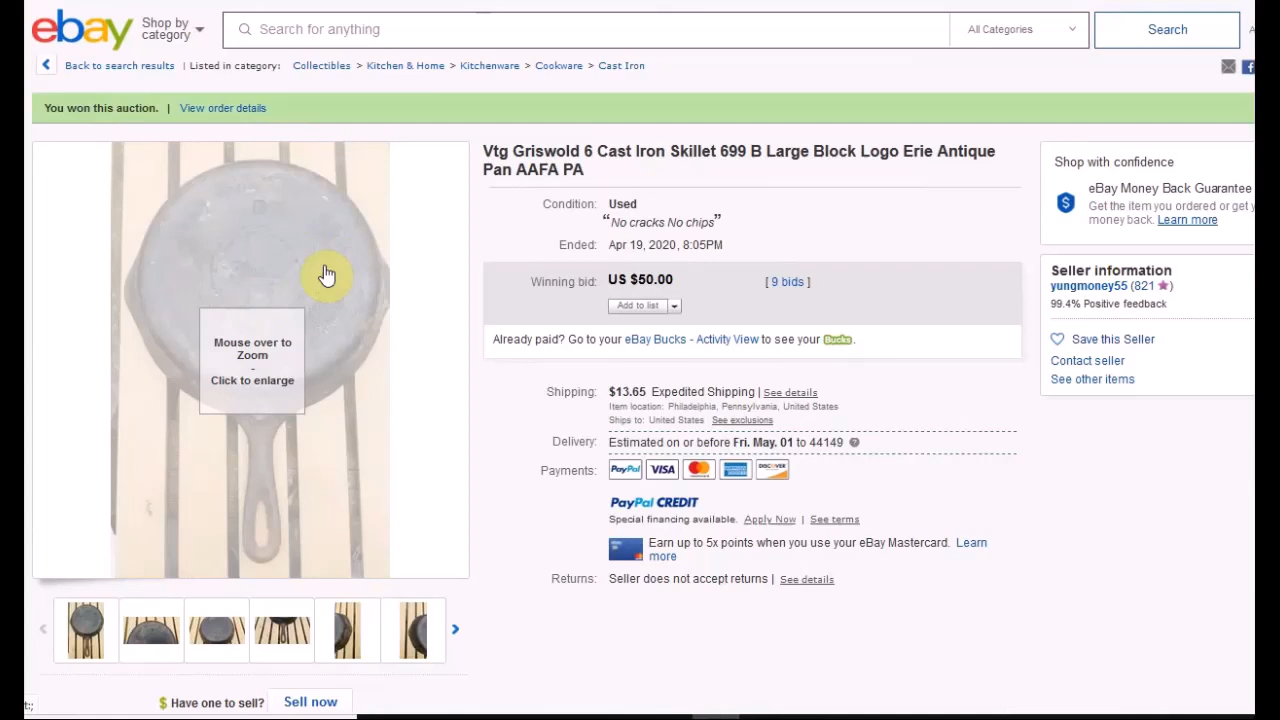 ebay
Shop by
category
Search for anything
All Categories
Search
Back to search results | Listed in category: Collectibles > Kitchen & Home > Kitchenware > Cookware > Cast Iron
You won this auction. | View order details
Mouse over to
Zoom
-
Click to enlarge
Vtg Griswold 6 Cast Iron Skillet 699 B Large Block Logo Erie Antique
Pan AAFA PA
Condition: Used
“No cracks No chips”
Ended: Apr 19, 2020, 8:05PM
Winning bid: US $50.00 [ 9 bids ]
Add to list
Already paid? Go to your eBay Bucks - Activity View to see your Bucks.
Shipping: $13.65 Expedited Shipping | See details
Item location: Philadelphia, Pennsylvania, United States
Ships to: United States See exclusions
Delivery: Estimated on or before Fri. May. 01 to 44149
Payments: PayPal VISA MasterCard AMERICAN EXPRESS DISCOVER
PayPal CREDIT
Special financing available. Apply Now | See terms
Earn up to 5x points when you use your eBay Mastercard. Learn
more
Returns: Seller does not accept returns | See details
Shop with confidence
eBay Money Back Guarantee
Get the item you ordered or get y
money back. Learn more
Seller information
yungmoney55 (821 )
99.4% Positive feedback
Save this Seller
Contact seller
See other items
$ Have one to sell? Sell now